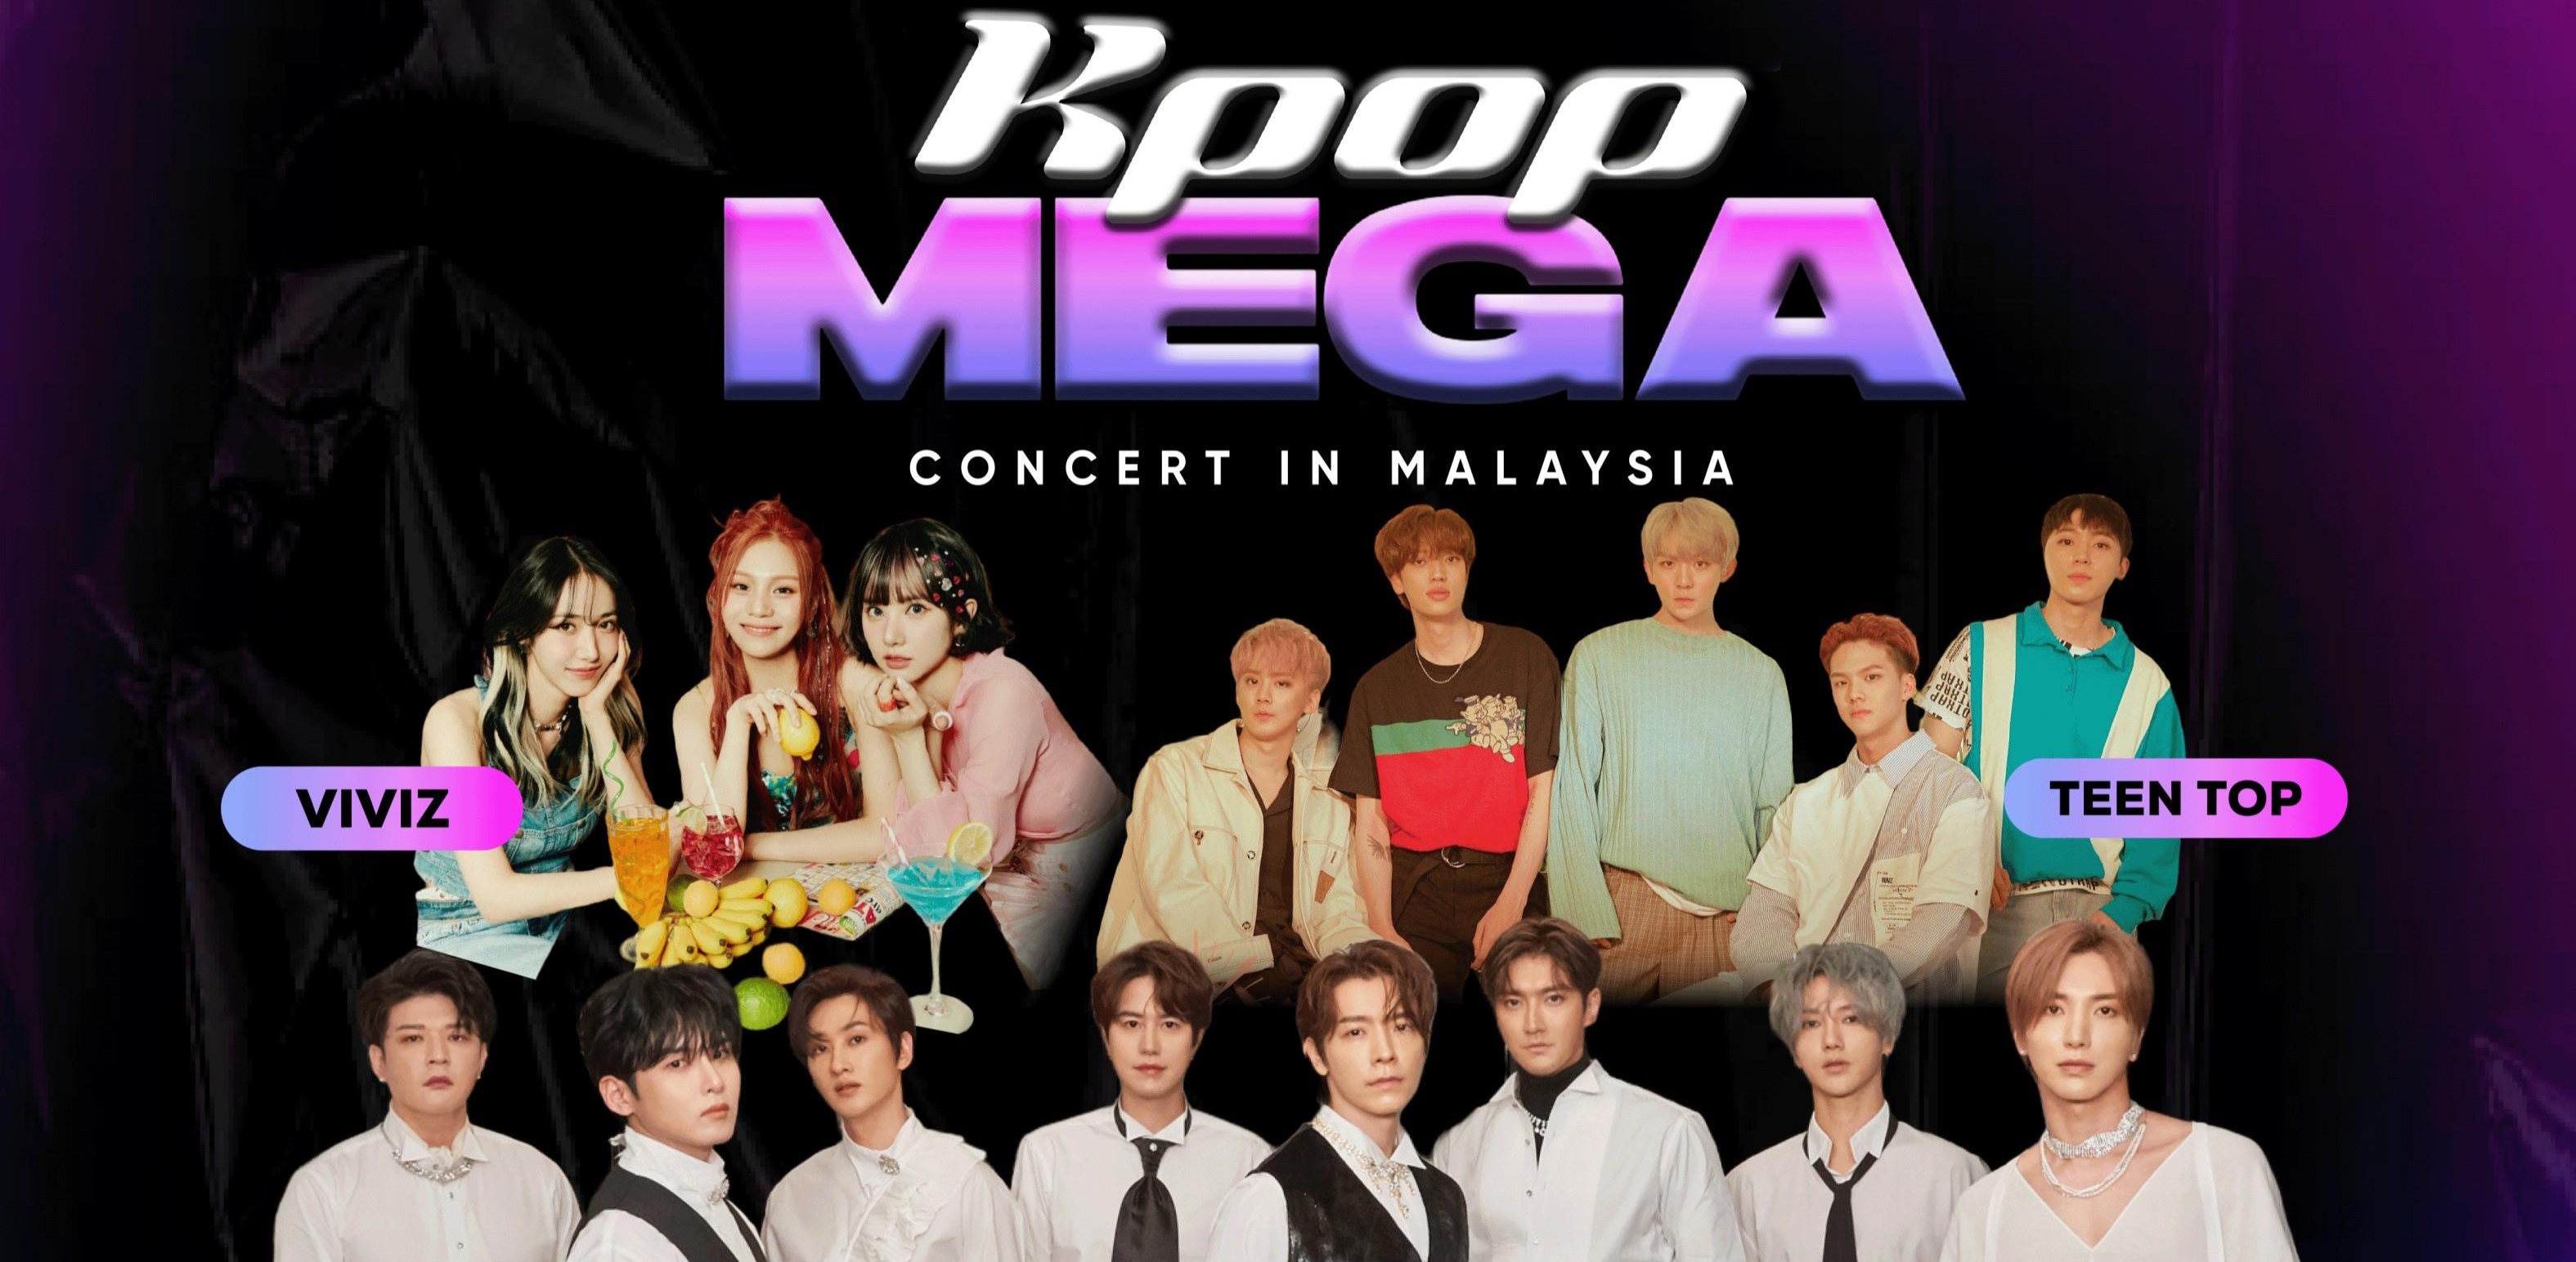 Kpop
MEGA
CONCERT IN MALAYSIA
VIVIZ
TEEN TOP